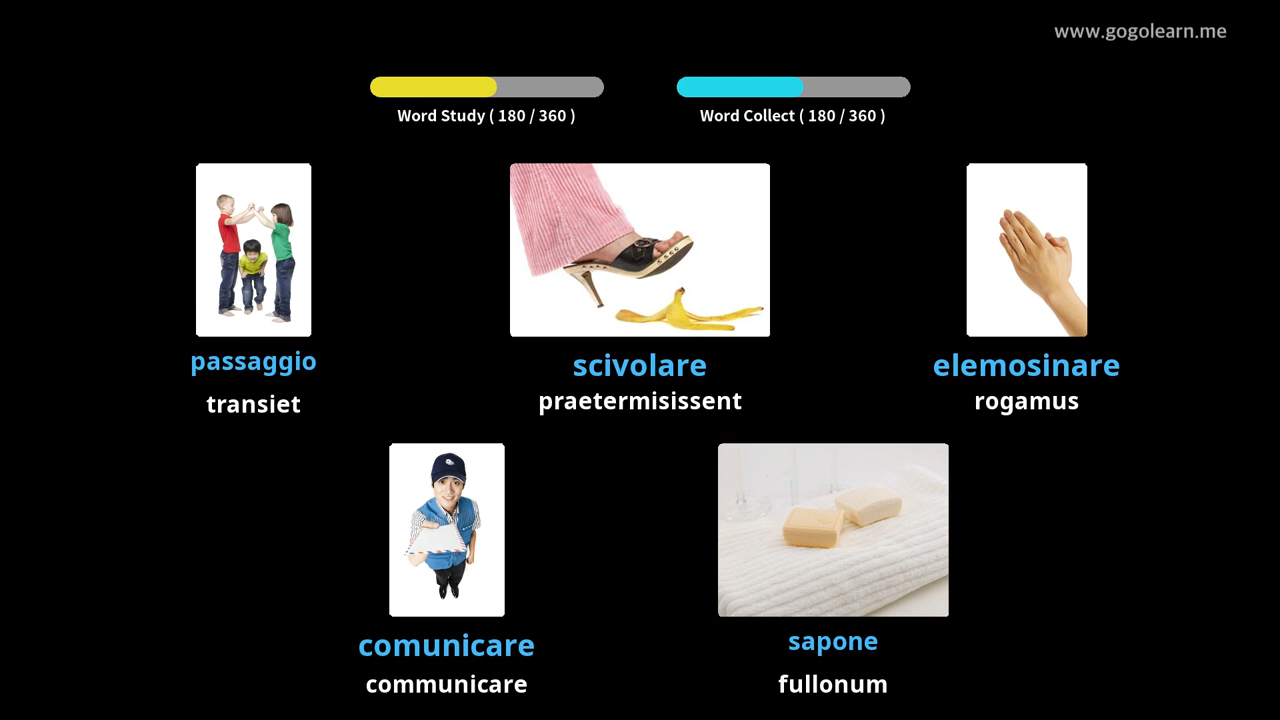 www.gogolearn.me
Word Study ( 180 / 360 )
Word Collect ( 180 / 360 )
passaggio
transiet
scivolare
praetermisissent
elemosinare
rogamus
comunicare
communicare
sapone
fullonum